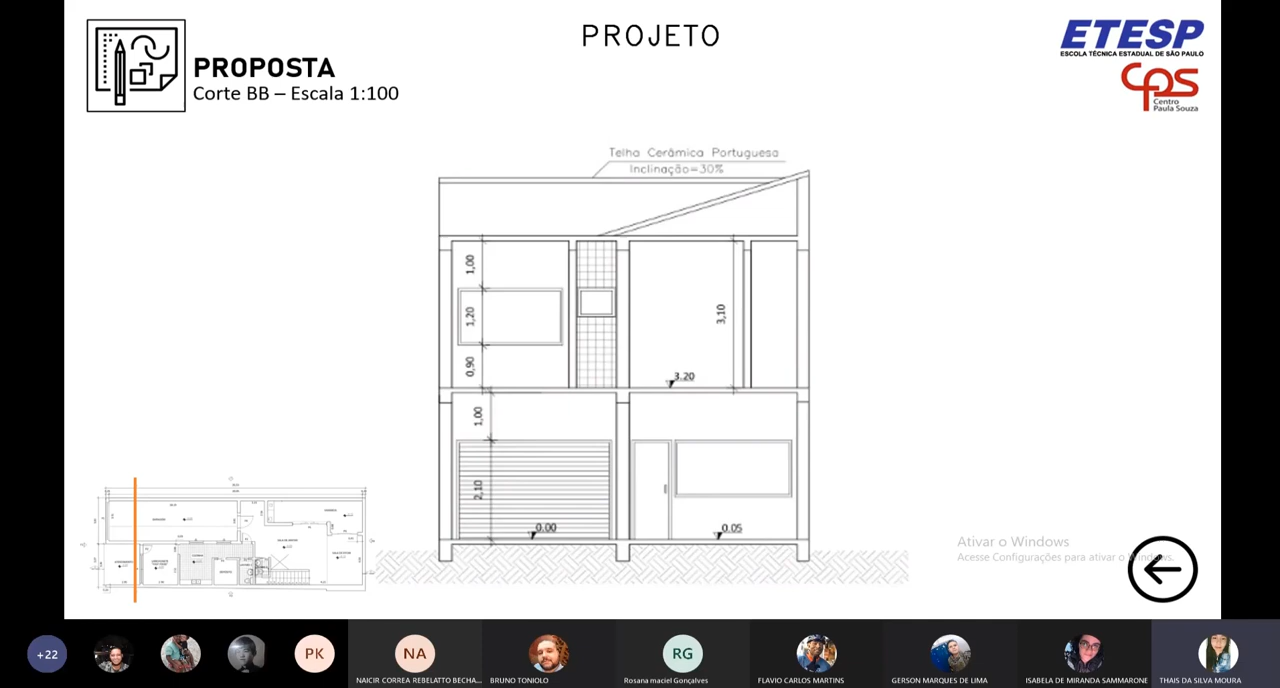 PROJETO
PROPOSTA
Corte BB – Escala 1:100
ETESP
ESCOLA TÉCNICA ESTADUAL DE SÃO PAULO
cps
Centro
Paula Souza
Telha Cerâmica Portuguesa
Inclinação=30%
1,00
1,20
0,90
3,10
3.20
1,00
2,10
0.00
0.05
Ativar o Windows
Acesse Configurações para ativar o Windows.
+22
PK
NA
RG
NAICIR CORREA REBELATTO BECHA...
BRUNO TONIOLO
Rosana maciel Gonçalves
FLAVIO CARLOS MARTINS
GERSON MARQUES DE LIMA
ISABELA DE MIRANDA SAMMARONE
THAIS DA SILVA MOURA